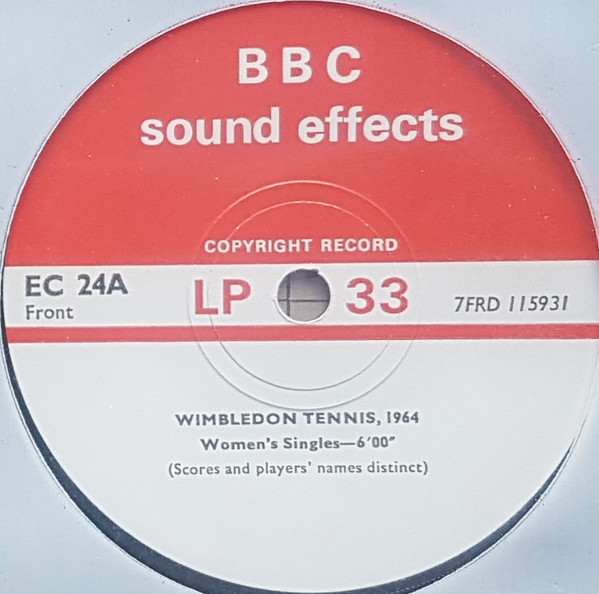 BBC
sound effects
COPYRIGHT RECORD
EC 24A
Front
LP 33
7FRD 115931
WIMBLEDON TENNIS, 1964
Women's Singles—6′00″
(Scores and players' names distinct)